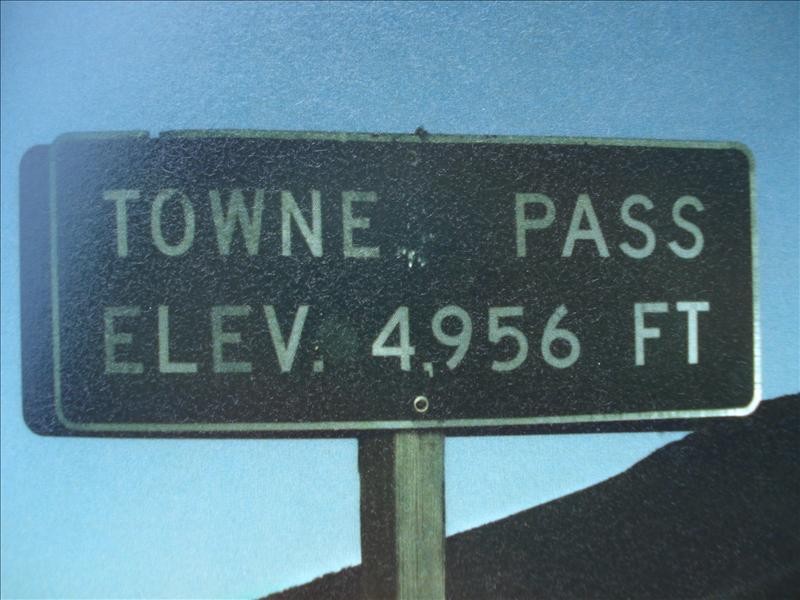 TOWNE PASS
ELEV. 4,956 FT